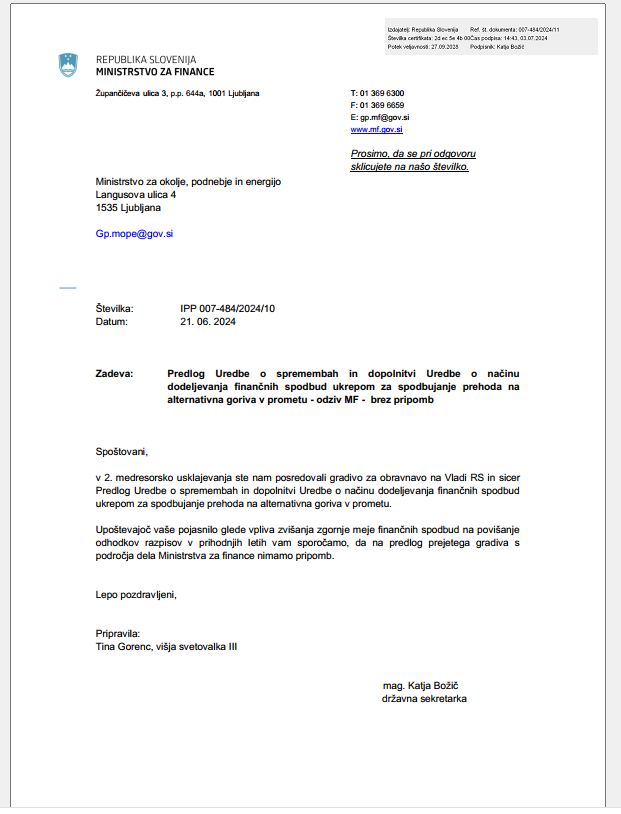 Izdajatelj: Republika Slovenija Ref. št. dokumenta: 007-484/2024/11
Številka certifikata: 2d ec 5e 4b 00Čas podpisa: 14:43, 03.07.2024
Potek veljavnosti: 27.09.2028 Podpisnik: Katja Božič
REPUBLIKA SLOVENIJA
MINISTRSTVO ZA FINANCE
Župančičeva ulica 3, p.p. 644a, 1001 Ljubljana
T: 01 369 6300
F: 01 369 6659
E: gp.mf@gov.si
www.mf.gov.si
Prosimo, da se pri odgovoru
sklicujete na našo številko.
Ministrstvo za okolje, podnebje in energijo
Langusova ulica 4
1535 Ljubljana
Gp.mope@gov.si
Številka: IPP 007-484/2024/10
Datum: 21. 06. 2024
Zadeva: Predlog Uredbe o spremembah in dopolnitvi Uredbe o načinu
dodeljevanja finančnih spodbud ukrepom za spodbujanje prehoda na
alternativna goriva v prometu - odziv MF - brez pripomb
Spoštovani,
v 2. medresorsko usklajevanja ste nam posredovali gradivo za obravnavo na Vladi RS in sicer
Predlog Uredbe o spremembah in dopolnitvi Uredbe o načinu dodeljevanja finančnih spodbud
ukrepom za spodbujanje prehoda na alternativna goriva v prometu.
Upoštevajoč vaše pojasnilo glede vpliva zvišanja zgornje meje finančnih spodbud na povišanje
odhodkov razpisov v prihodnjih letih vam sporočamo, da na predlog prejetega gradiva s
področja dela Ministrstva za finance nimamo pripomb.
Lepo pozdravljeni,
Pripravila:
Tina Gorenc, višja svetovalka III
mag. Katja Božič
državna sekretarka